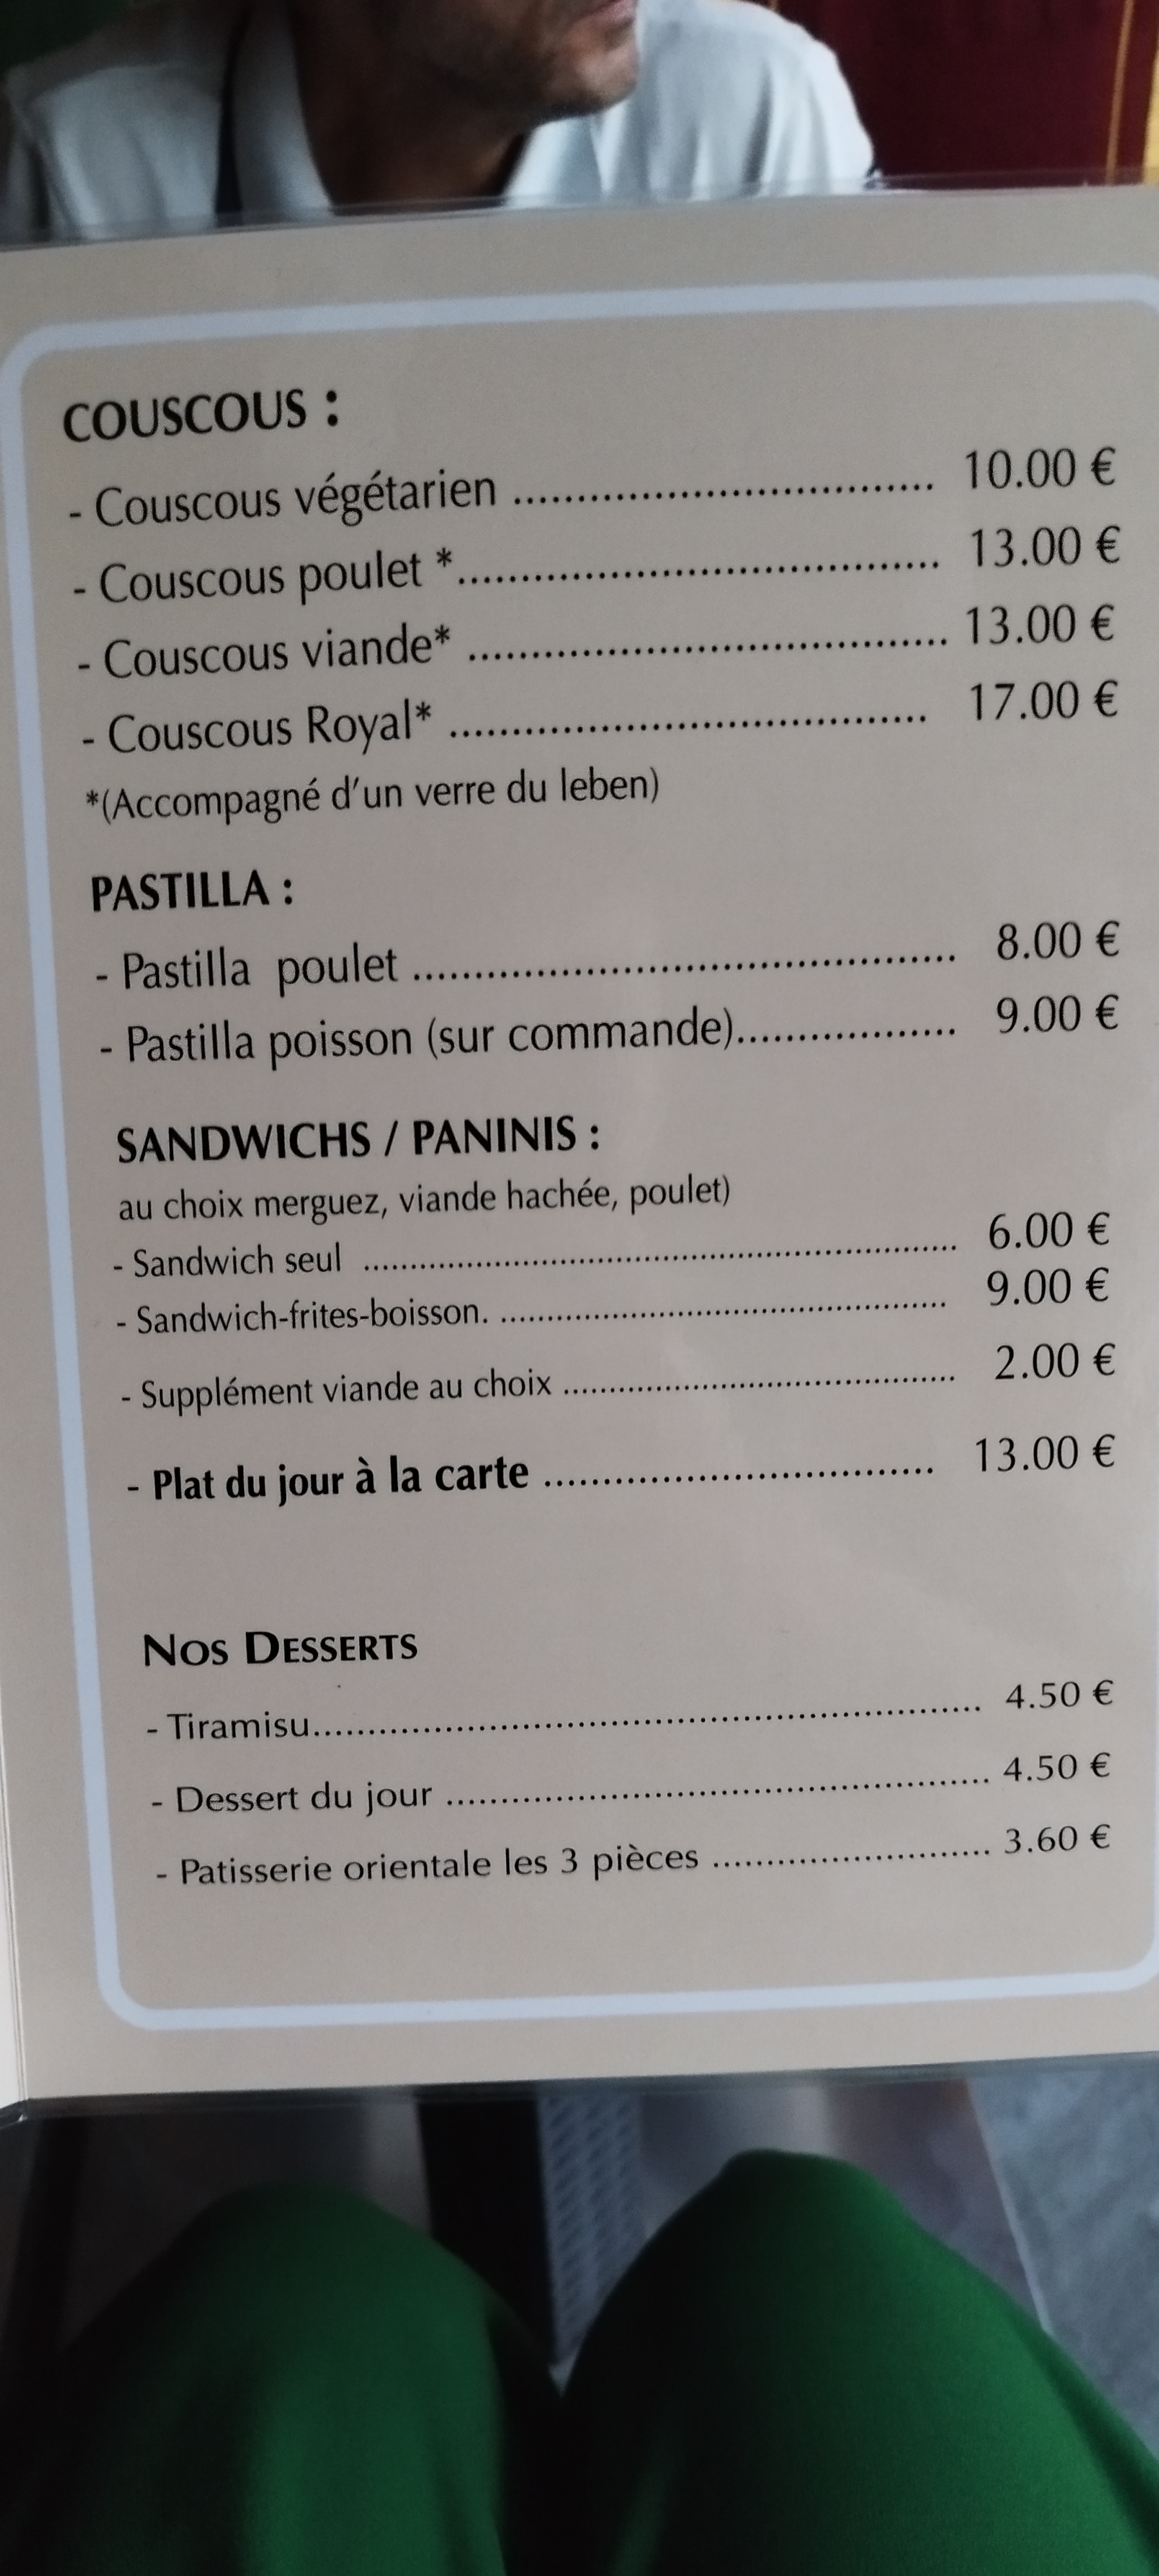 COUSCOUS :
- Couscous végétarien .................................. 10.00 €
- Couscous poulet *....................................... 13.00 €
- Couscous viande* ....................................... 13.00 €
- Couscous Royal* ....................................... 17.00 €
*(Accompagné d'un verre du leben)
PASTILLA :
- Pastilla poulet ............................................ 8.00 €
- Pastilla poisson (sur commande).................. 9.00 €
SANDWICHS / PANINIS :
au choix merguez, viande hachée, poulet)
- Sandwich seul .................................................................. 6.00 €
- Sandwich-frites-boisson. .................................................. 9.00 €
- Supplément viande au choix ............................................. 2.00 €
- Plat du jour à la carte ................................ 13.00 €
NOS DESSERTS
- Tiramisu.............................................................. 4.50 €
- Dessert du jour .................................................. 4.50 €
- Patisserie orientale les 3 pièces ......................... 3.60 €